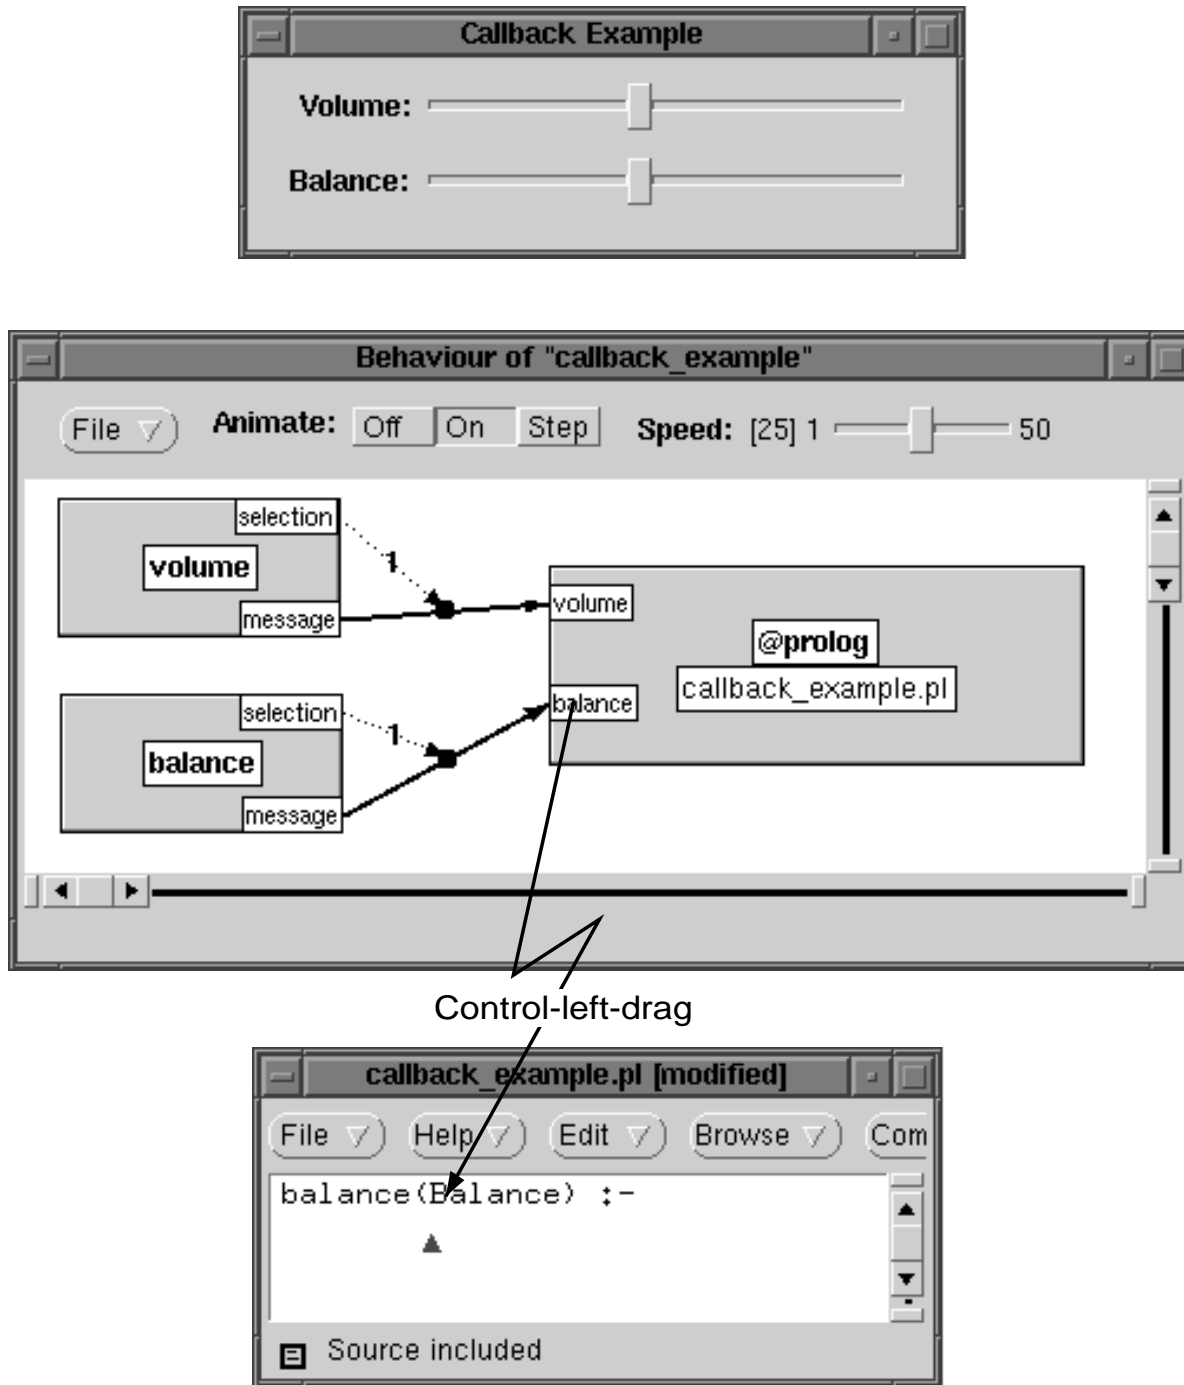 Callback Example
Volume:
Balance:
Behaviour of "callback_example"
File Animate: Off On Step Speed: [25] 1 50
selection
volume
message
1
volume
@prolog
callback_example.pl
balance
selection
balance
message
1
Control-left-drag
callback_example.pl [modified]
File Help Edit Browse Com
balance(Balance) :-
Source included